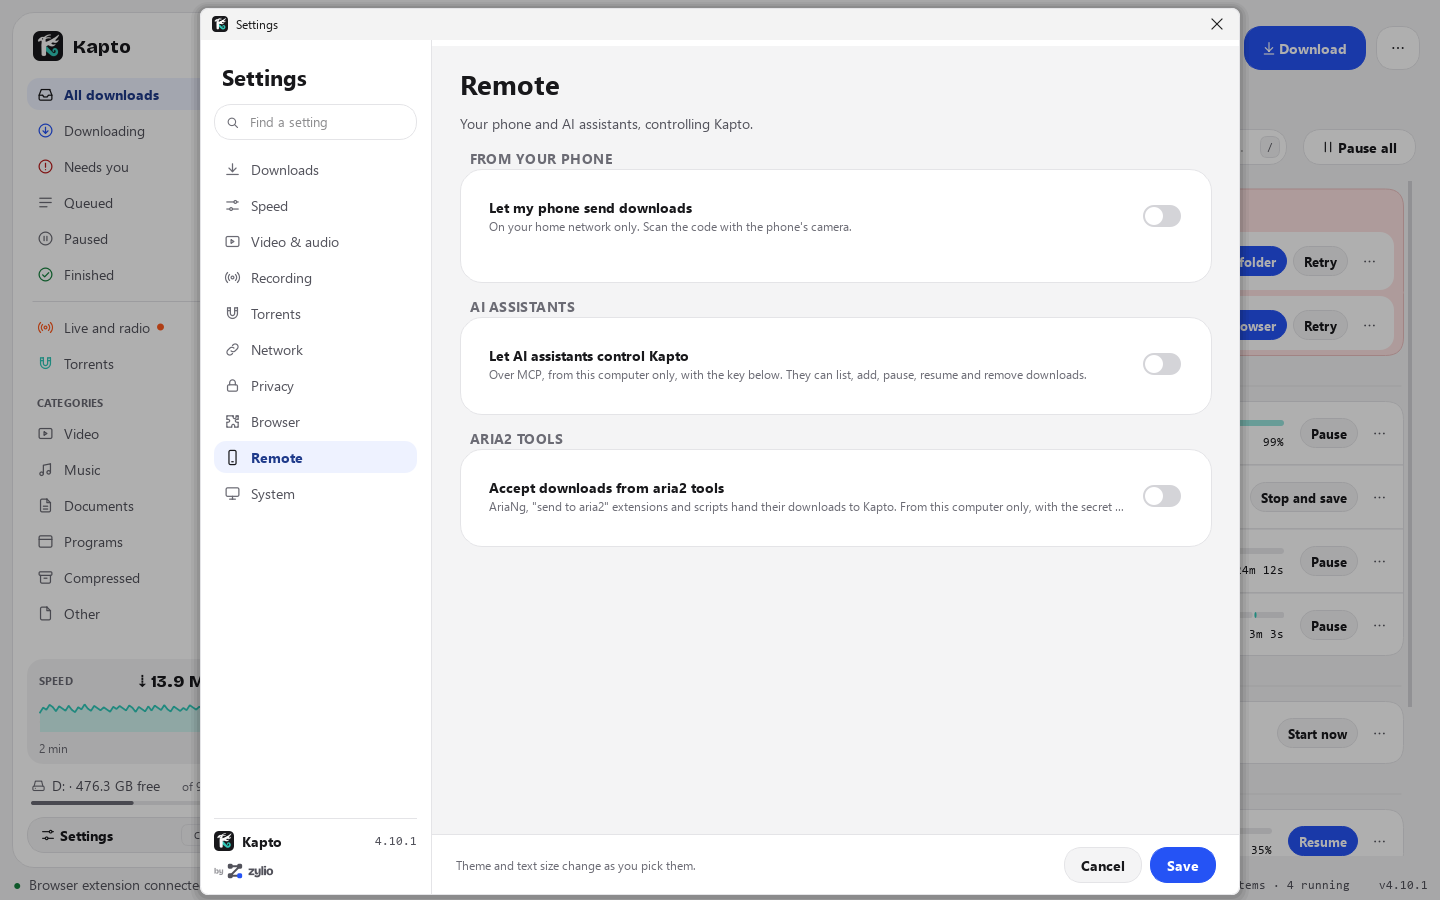 Settings
Kapto
All downloads
Downloading
Needs you
Queued
Paused
Finished
Live and radio
Torrents
CATEGORIES
Video
Music
Documents
Programs
Compressed
Other
SPEED
13.9 M
2 min
D: · 476.3 GB free
of 9
Settings
Browser extension connecte
Settings
Find a setting
Downloads
Speed
Video & audio
Recording
Torrents
Network
Privacy
Browser
Remote
System
Kapto
4.10.1
by zylio
Remote
Your phone and AI assistants, controlling Kapto.
FROM YOUR PHONE
Let my phone send downloads
On your home network only. Scan the code with the phone's camera.
AI ASSISTANTS
Let AI assistants control Kapto
Over MCP, from this computer only, with the key below. They can list, add, pause, resume and remove downloads.
ARIA2 TOOLS
Accept downloads from aria2 tools
AriaNg, "send to aria2" extensions and scripts hand their downloads to Kapto. From this computer only, with the secret ...
Theme and text size change as you pick them.
Cancel
Save
Download
/
Pause all
folder
Retry
owser
Retry
99%
Pause
Stop and save
4m 12s
Pause
3m 3s
Pause
Start now
35%
Resume
tems · 4 running
v4.10.1